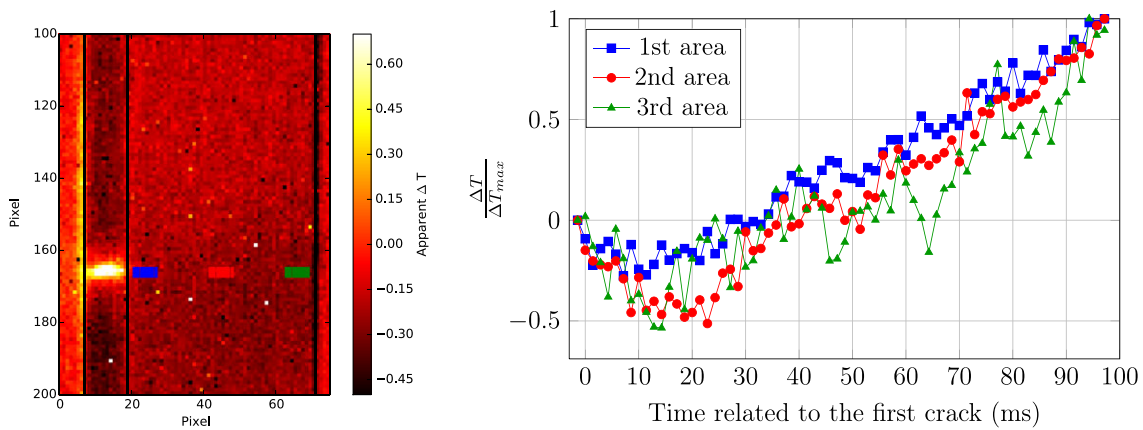 100
120
140
160
180
200
0
20
40
60
Pixel
Pixel
0.60
0.45
0.30
0.15
0.00
−0.15
−0.30
−0.45
Apparent Δ T
1
0.5
0
−0.5
ΔT
ΔTmax
1st area
2nd area
3rd area
0 10 20 30 40 50 60 70 80 90 100
Time related to the first crack (ms)